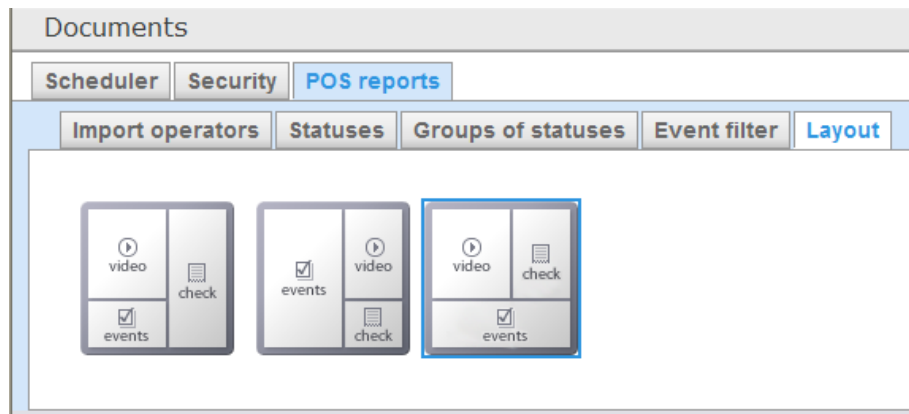 Documents
Scheduler Security POS reports
Import operators Statuses Groups of statuses Event filter Layout
video check events
events video check
video check events